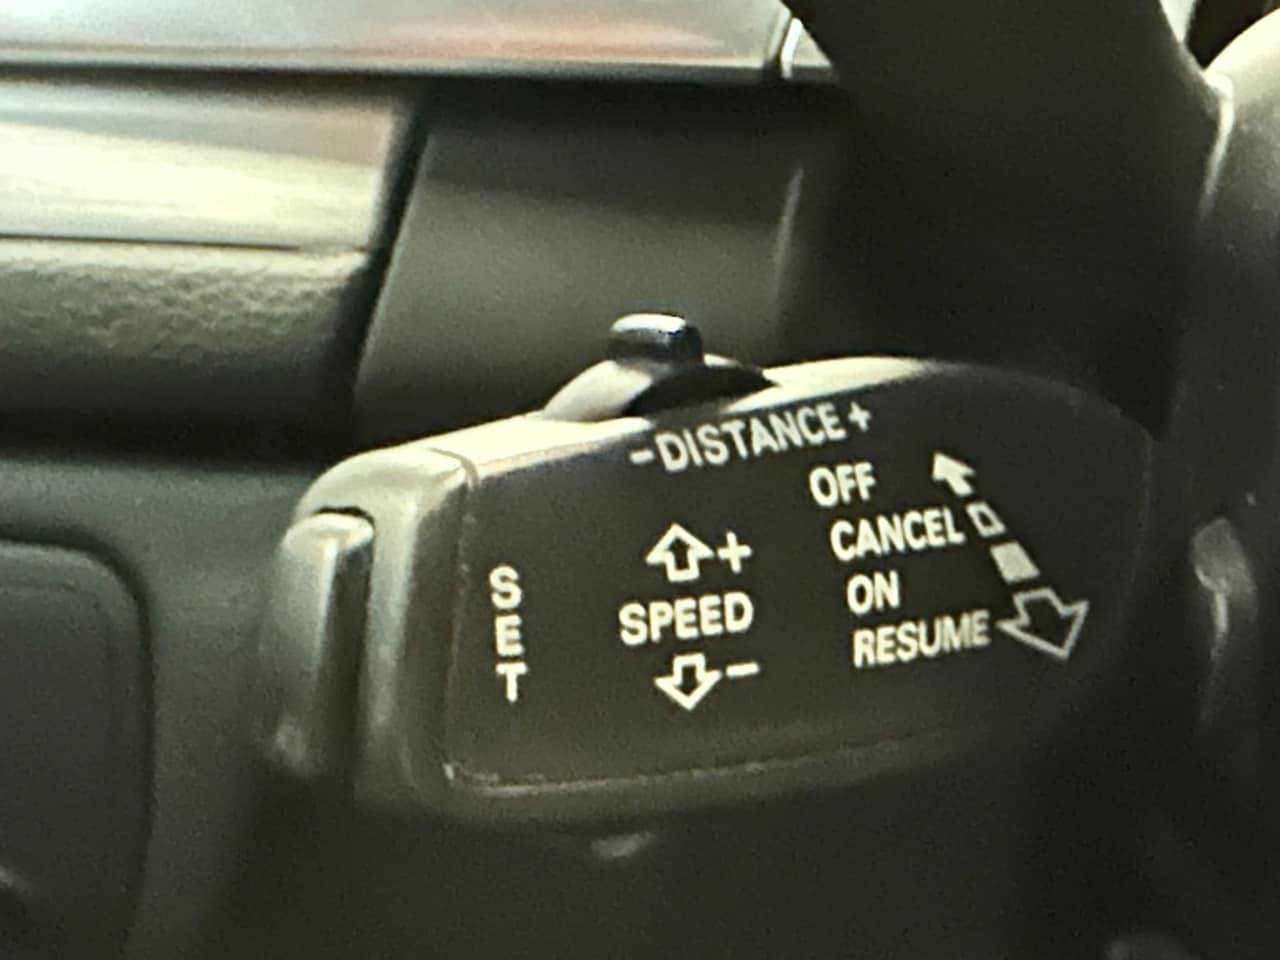 - DISTANCE +
OFF
CANCEL
ON
RESUME
+
SPEED
-
SET